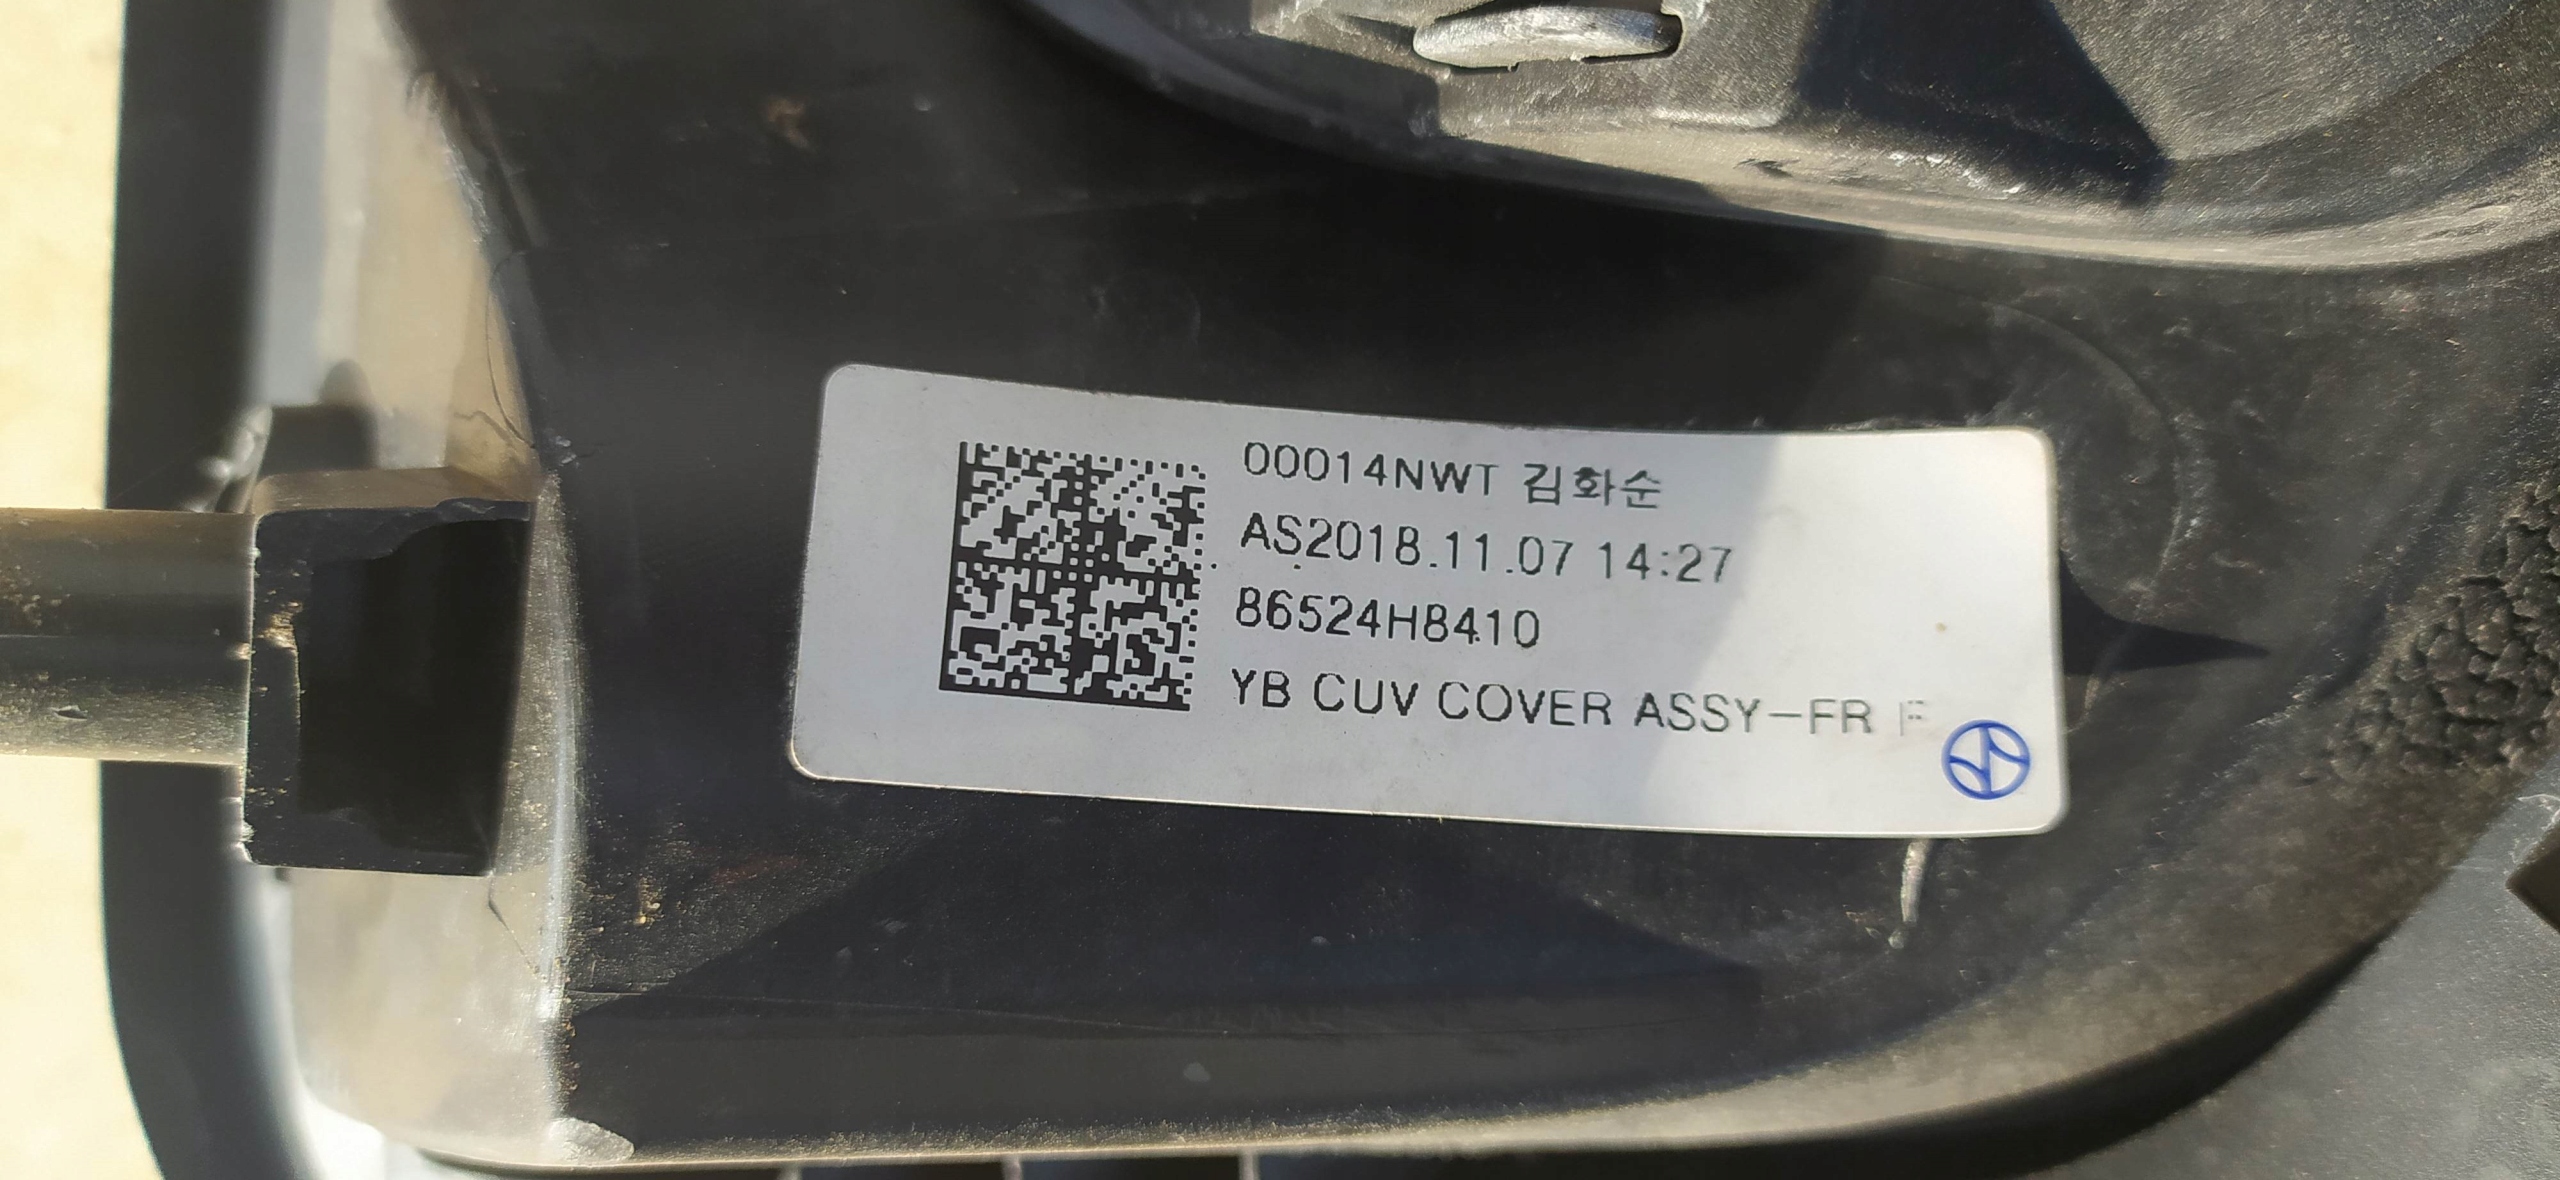 00014NWT 김화순
AS2018.11.07 14:27
86524H8410
YB CUV COVER ASSY-FR F